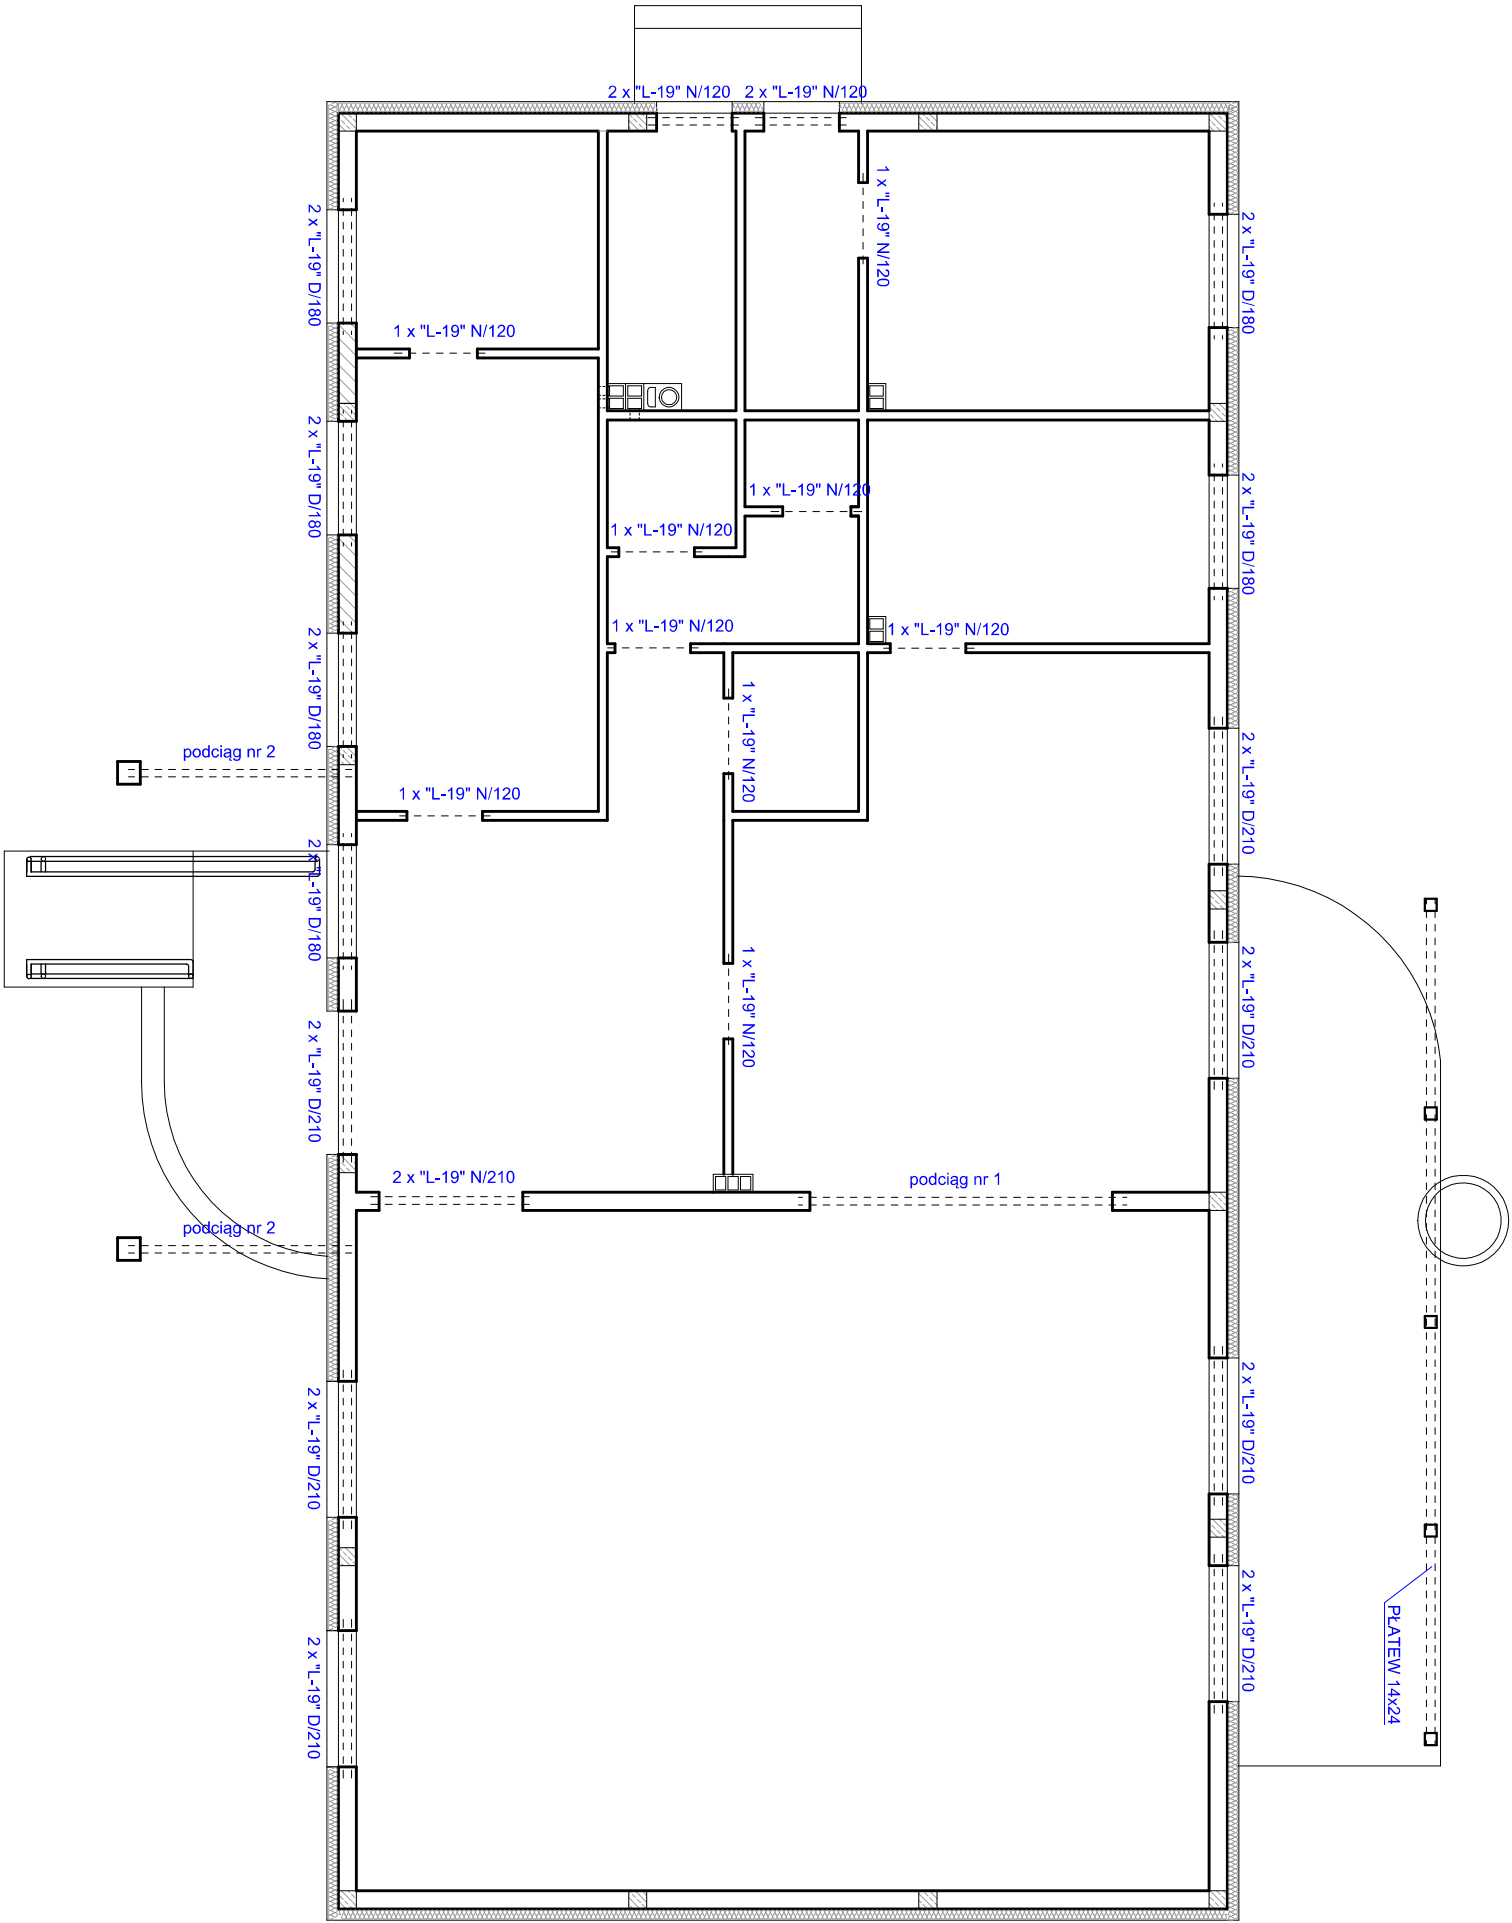 2 x "L-19" N/120
2 x "L-19" N/120
1 x "L-19" N/120
2 x "L-19" D/180
2 x "L-19" D/180
1 x "L-19" N/120
2 x "L-19" D/180
2 x "L-19" D/180
1 x "L-19" N/120
1 x "L-19" N/120
1 x "L-19" N/120
1 x "L-19" N/120
2 x "L-19" D/180
1 x "L-19" N/120
2 x "L-19" D/210
podciąg nr 2
1 x "L-19" N/120
2 x "L-19" D/180
1 x "L-19" N/120
2 x "L-19" D/210
2 x "L-19" D/210
2 x "L-19" N/210
podciąg nr 1
podciąg nr 2
2 x "L-19" D/210
2 x "L-19" D/210
2 x "L-19" D/210
2 x "L-19" D/210
PŁATEW 14x24